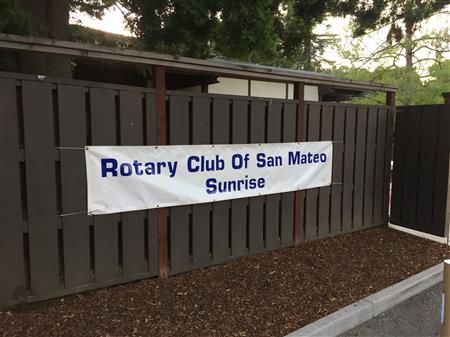 Rotary Club Of San Mateo
Sunrise